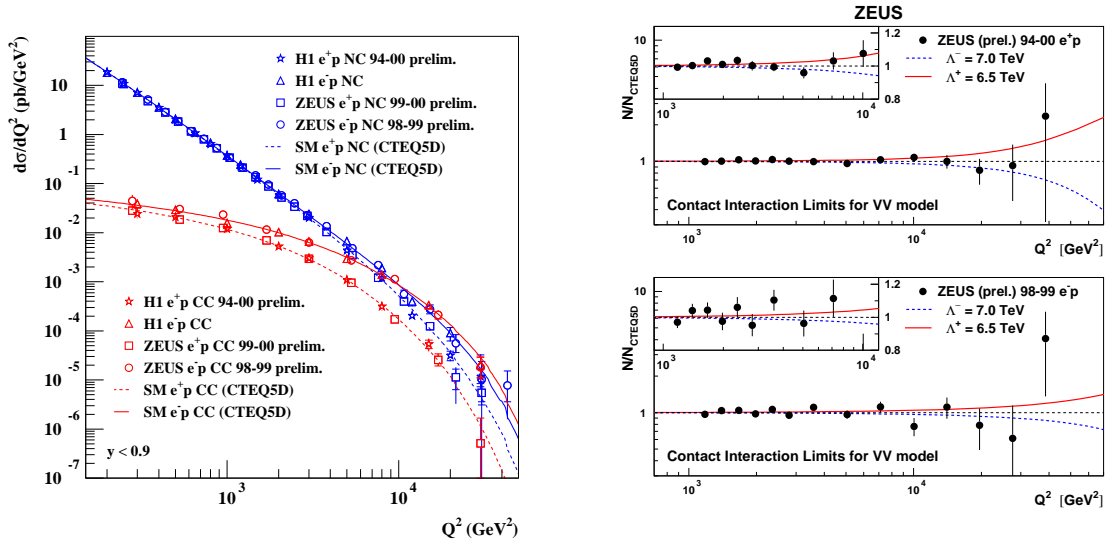 dσ/dQ² (pb/GeV²)
10
1
10⁻¹
10⁻²
10⁻³
10⁻⁴
10⁻⁵
10⁻⁶
10⁻⁷
H1 e⁺p NC 94-00 prelim.
H1 e⁻p NC
ZEUS e⁺p NC 99-00 prelim.
ZEUS e⁻p NC 98-99 prelim.
SM e⁺p NC (CTEQ5D)
SM e⁻p NC (CTEQ5D)
H1 e⁺p CC 94-00 prelim.
H1 e⁻p CC
ZEUS e⁺p CC 99-00 prelim.
ZEUS e⁻p CC 98-99 prelim.
SM e⁺p CC (CTEQ5D)
SM e⁻p CC (CTEQ5D)
y < 0.9
10³
10⁴
Q² (GeV²)
ZEUS
N/N_CTEQ5D
10
1
1.2
1
0.8
10³
10⁴
ZEUS (prel.) 94-00 e⁺p
Λ⁻ = 7.0 TeV
Λ⁺ = 6.5 TeV
Contact Interaction Limits for VV model
10³
10⁴
Q² [GeV²]
N/N_CTEQ5D
10
1
1.2
1
0.8
10³
10⁴
ZEUS (prel.) 98-99 e⁻p
Λ⁻ = 7.0 TeV
Λ⁺ = 6.5 TeV
Contact Interaction Limits for VV model
10³
10⁴
Q² [GeV²]